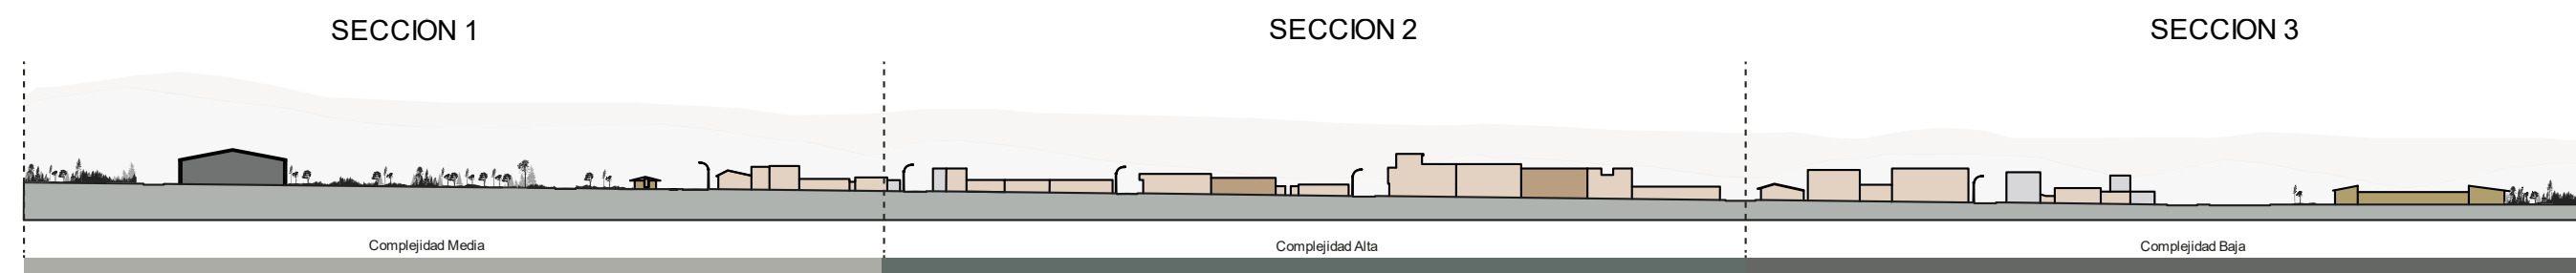 SECCION 1
SECCION 2
SECCION 3
Complejidad Media
Complejidad Alta
Complejidad Baja